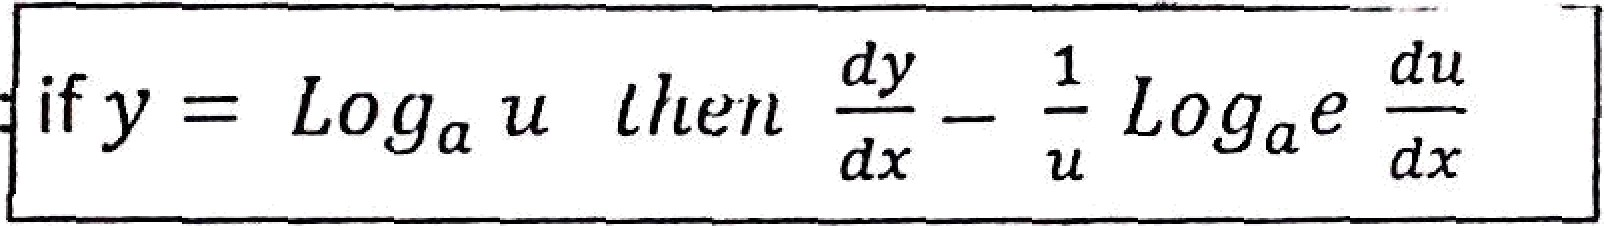 : if y = Log_a u then dy/dx – 1/u Log_a e du/dx